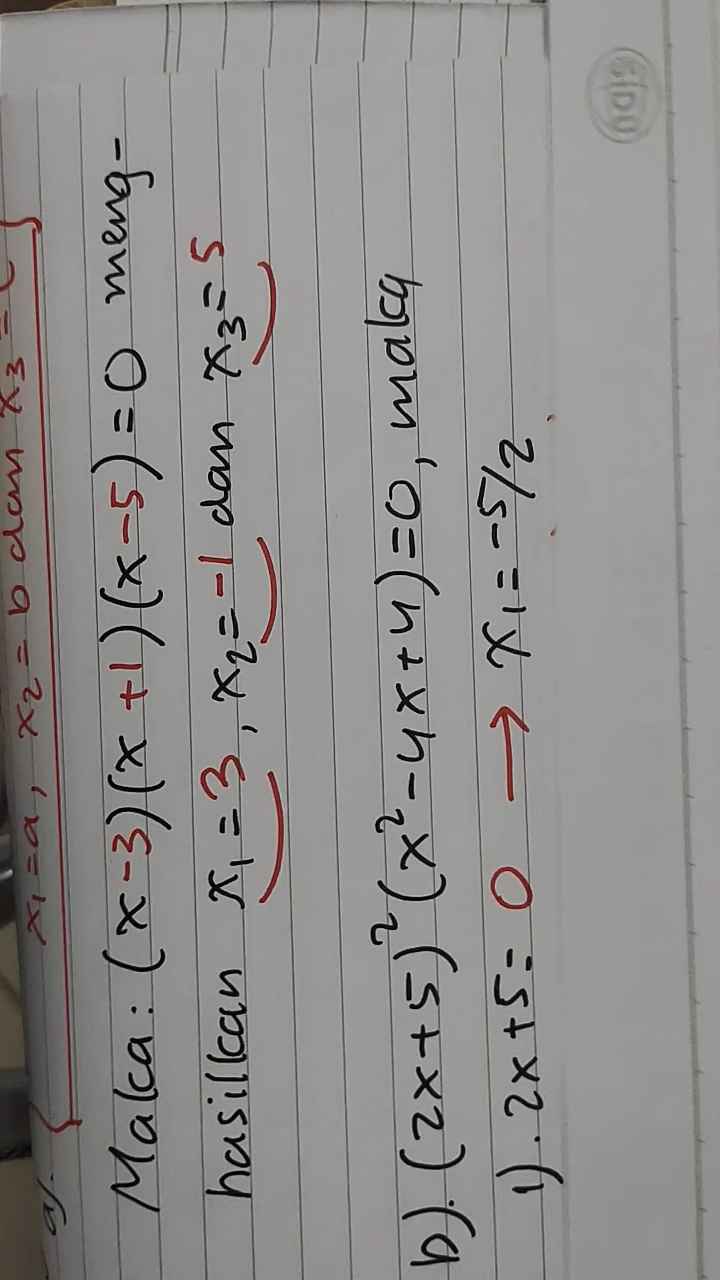 a). x₁=a, x₂=b dan x₃=c
Maka: (x-3)(x+1)(x-5)=0 meng-
hasilkan x₁=3, x₂=-1 dan x₃=5
b). (2x+5)²(x²-4x+4)=0, maka
1). 2x+5=0 → x₁=-5/2
SIDU